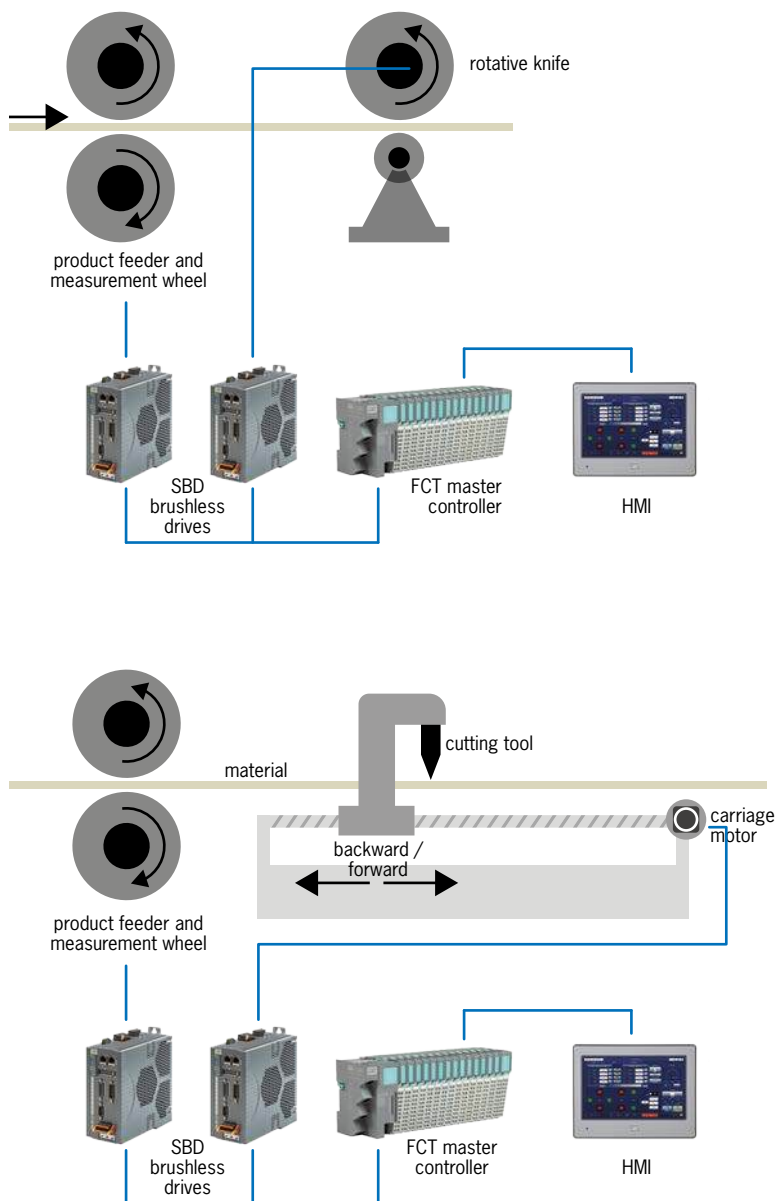 rotative knife
product feeder and
measurement wheel
SBD
brushless
drives
FCT master
controller
HMI
cutting tool
material
carriage
motor
backward /
forward
product feeder and
measurement wheel
SBD
brushless
drives
FCT master
controller
HMI